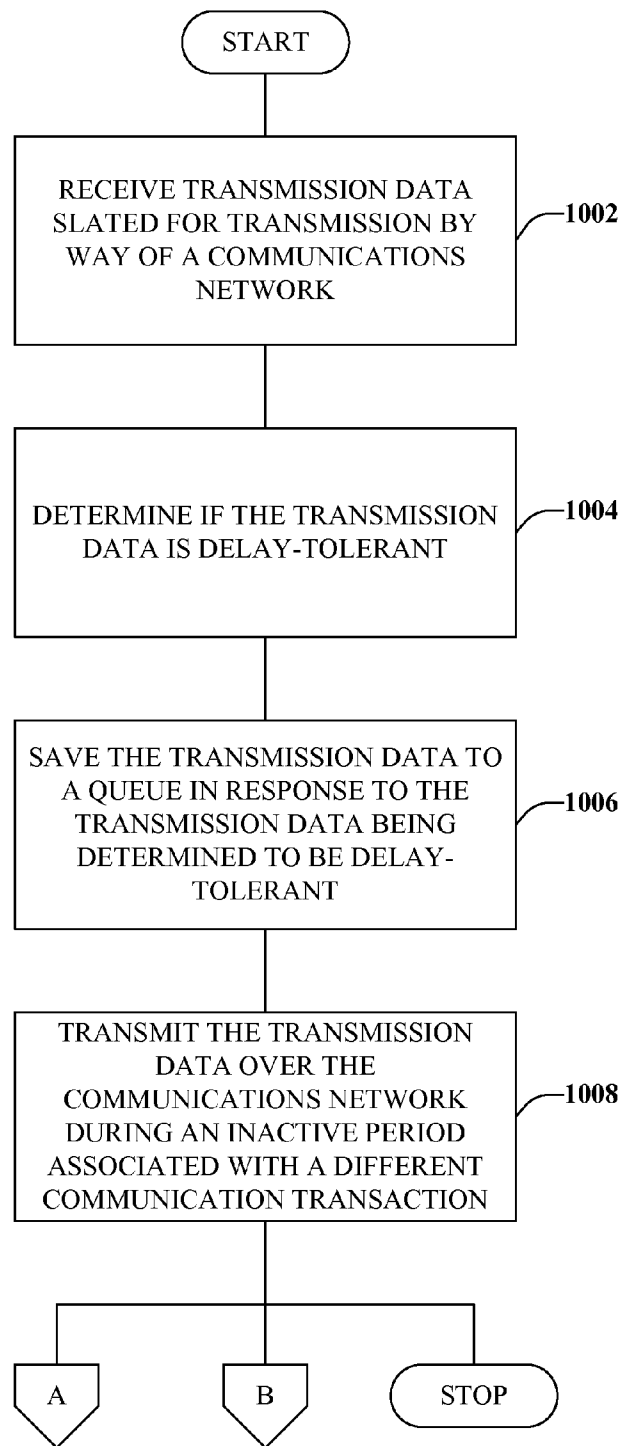 START
RECEIVE TRANSMISSION DATA
SLATED FOR TRANSMISSION BY
WAY OF A COMMUNICATIONS
NETWORK
1002
DETERMINE IF THE TRANSMISSION
DATA IS DELAY-TOLERANT
1004
SAVE THE TRANSMISSION DATA TO
A QUEUE IN RESPONSE TO THE
TRANSMISSION DATA BEING
DETERMINED TO BE DELAY-
TOLERANT
1006
TRANSMIT THE TRANSMISSION
DATA OVER THE
COMMUNICATIONS NETWORK
DURING AN INACTIVE PERIOD
ASSOCIATED WITH A DIFFERENT
COMMUNICATION TRANSACTION
1008
A
B
STOP